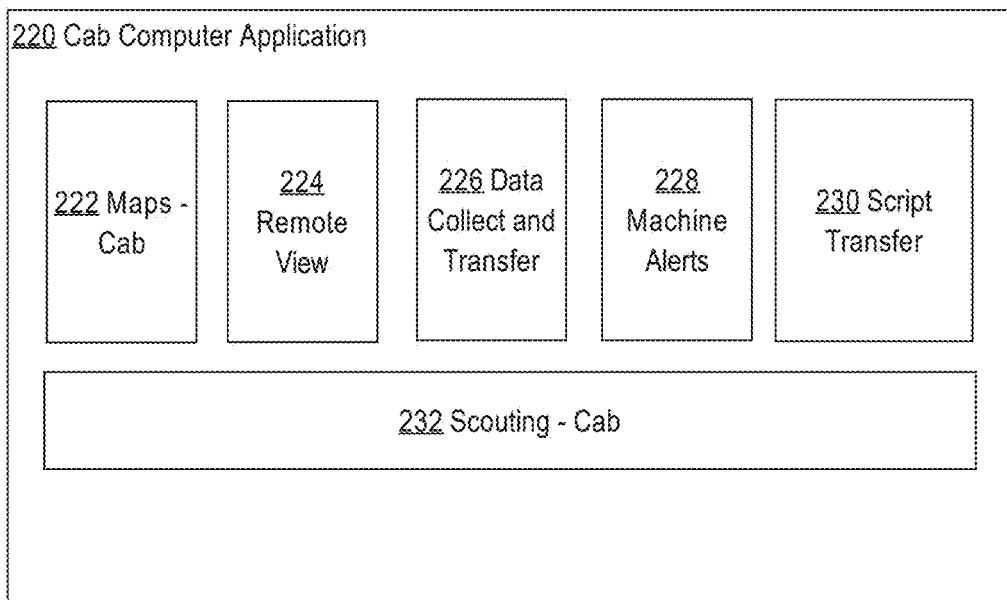 220 Cab Computer Application
222 Maps -
Cab
224
Remote
View
226 Data
Collect and
Transfer
228
Machine
Alerts
230 Script
Transfer
232 Scouting - Cab